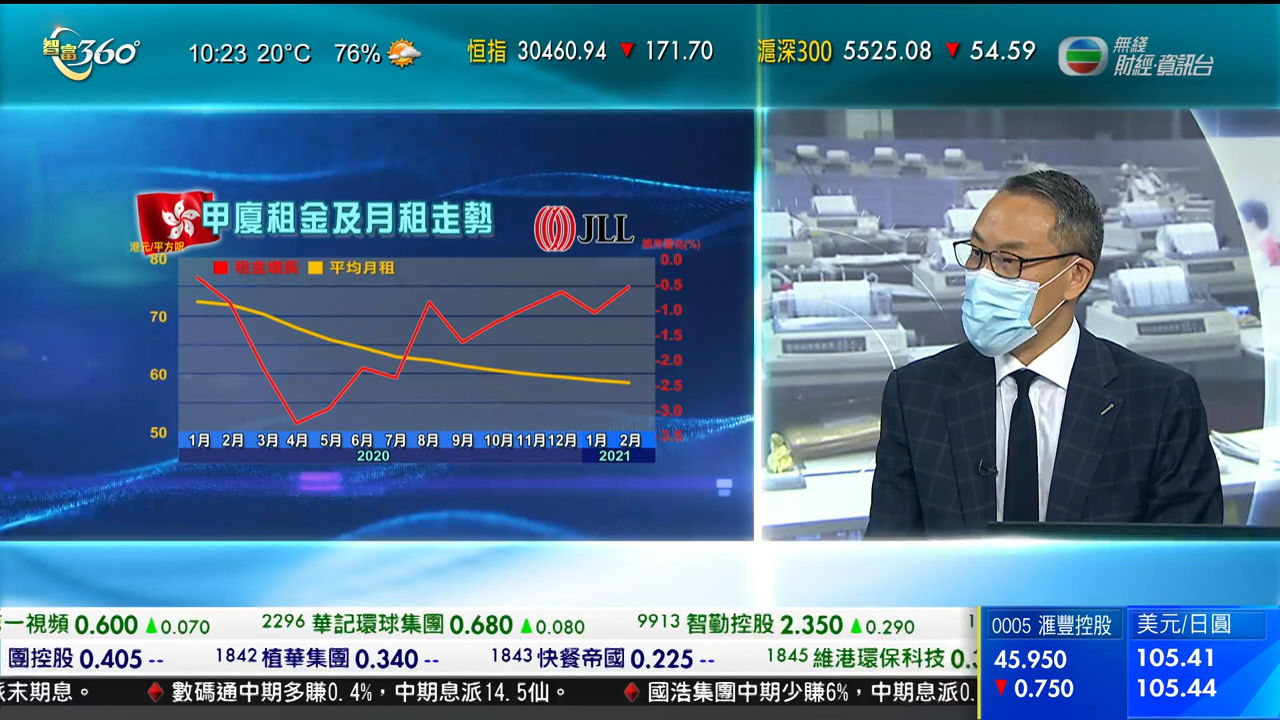 智富360°
10:23 20°C 76%
恒指 30460.94 ▼ 171.70
滬深300 5525.08 ▼ 54.59
無綫
財經·資訊台
甲廈租金及月租走勢
JLL
港元/平方呎
租金增長 平均月租
80
70
60
50
0.0
-0.5
-1.0
-1.5
-2.0
-2.5
-3.0
-3.5
1月 2月 3月 4月 5月 6月 7月 8月 9月 10月 11月 12月 1月 2月
2020 2021
一視頻 0.600 ▲0.070 2296 華記環球集團 0.680 ▲0.080 9913 智勤控股 2.350 ▲0.290
團控股 0.405 -- 1842 植華集團 0.340 -- 1843 快餐帝國 0.225 -- 1845 維港環保科技
末期息。 數碼通中期多賺0.4%，中期息派14.5仙。 國浩集團中期少賺6%，中期息派0.
0005 滙豐控股
45.950
▼ 0.750
美元/日圓
105.41
105.44